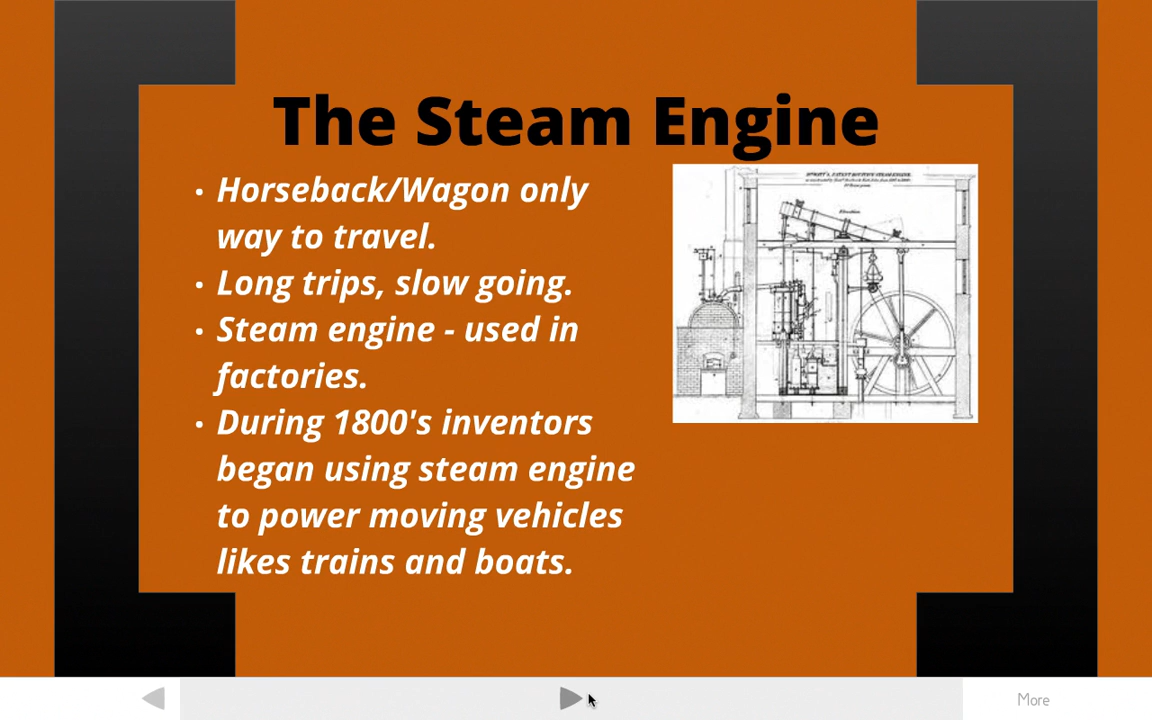 The Steam Engine
• Horseback/Wagon only
way to travel.
• Long trips, slow going.
• Steam engine - used in
factories.
• During 1800's inventors
began using steam engine
to power moving vehicles
likes trains and boats.
More